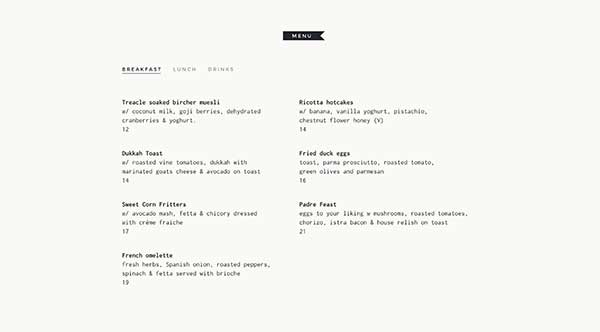 MENU
BREAKFAST LUNCH DRINKS
Treacle soaked bircher muesli
w/ coconut milk, goji berries, dehydrated
cranberries & yoghurt.
12
Dukkah Toast
w/ roasted vine tomatoes, dukkah with
marinated goats cheese & avocado on toast
14
Sweet Corn Fritters
w/ avocado mash, fetta & chicory dressed
with créme fraiche
17
French omelette
fresh herbs, Spanish onion, roasted peppers,
spinach & fetta served with brioche
19
Ricotta hotcakes
w/ banana, vanilla yoghurt, pistachio,
chestnut flower honey (V)
14
Fried duck eggs
toast, parma prosciutto, roasted tomato,
green olives and parmesan
16
Padre Feast
eggs to your liking w mushrooms, roasted tomatoes,
chorizo, istra bacon & house relish on toast
21